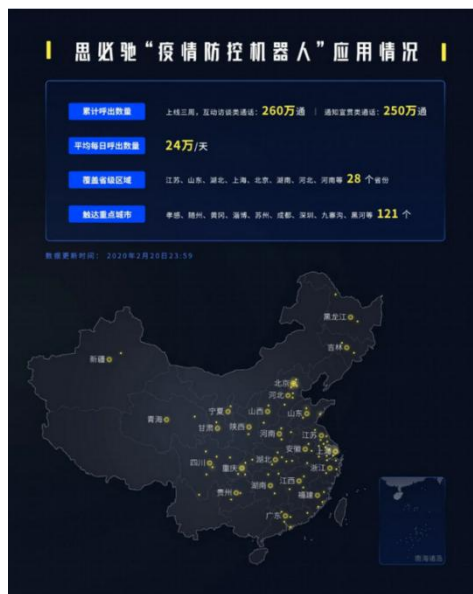 思必驰“疫情防控机器人”应用情况
累计呼出数量 上线三周，互动访谈类通话：260万通 | 通知宣贯类通话：250万通
平均每日呼出数量 24万/天
覆盖省级区域 江苏、山东、湖北、上海、北京、湖南、河北、河南等 28 个省份
触达重点城市 孝感、随州、黄冈、淄博、苏州、成都、深圳、九寨沟、黑河等 121 个
数据更新时间： 2020年2月20日23:59
黑龙江
吉林
新疆
北京
河北
宁夏
山西
山东
青海
甘肃
陕西
河南
江苏
安徽
上海
四川
重庆
湖北
浙江
湖南
江西
贵州
福建
广东
南海诸岛